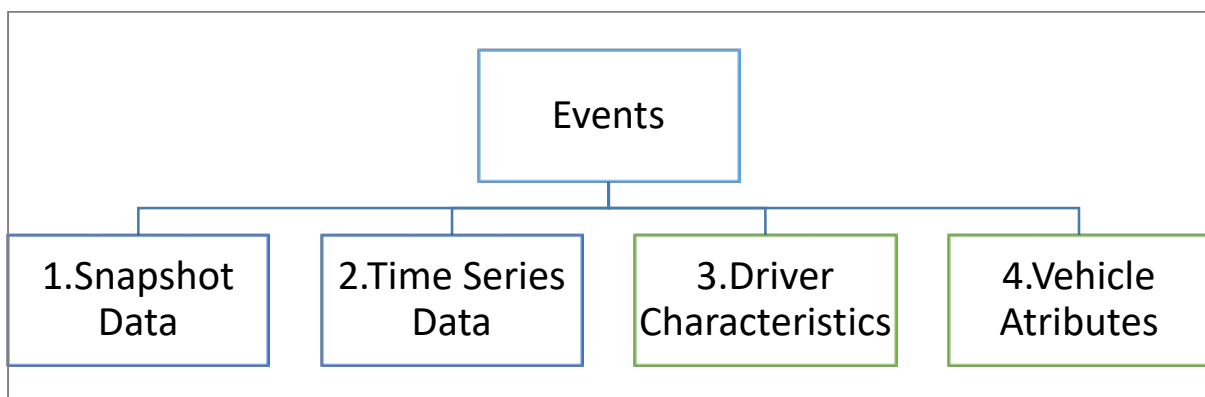 Events
1.Snapshot
Data
2.Time Series
Data
3.Driver
Characteristics
4.Vehicle
Atributes